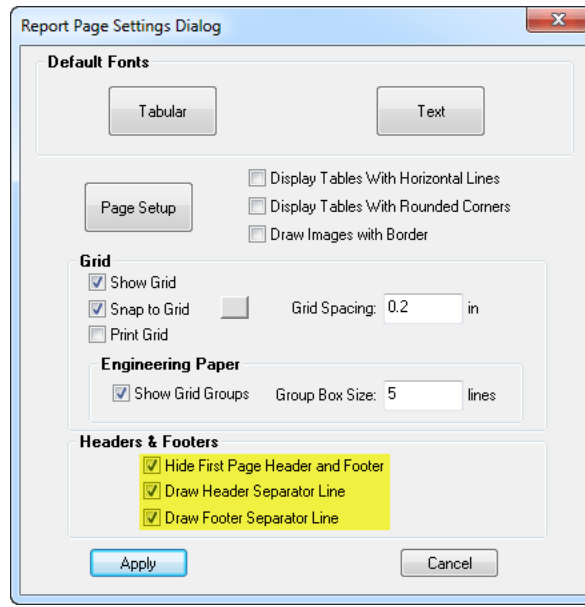 Report Page Settings Dialog
Default Fonts
Tabular Text
Display Tables With Horizontal Lines
Page Setup Display Tables With Rounded Corners
Draw Images with Border
Grid
Show Grid
Snap to Grid Grid Spacing: 0.2 in
Print Grid
Engineering Paper
Show Grid Groups Group Box Size: 5 lines
Headers & Footers
Hide First Page Header and Footer
Draw Header Separator Line
Draw Footer Separator Line
Apply Cancel